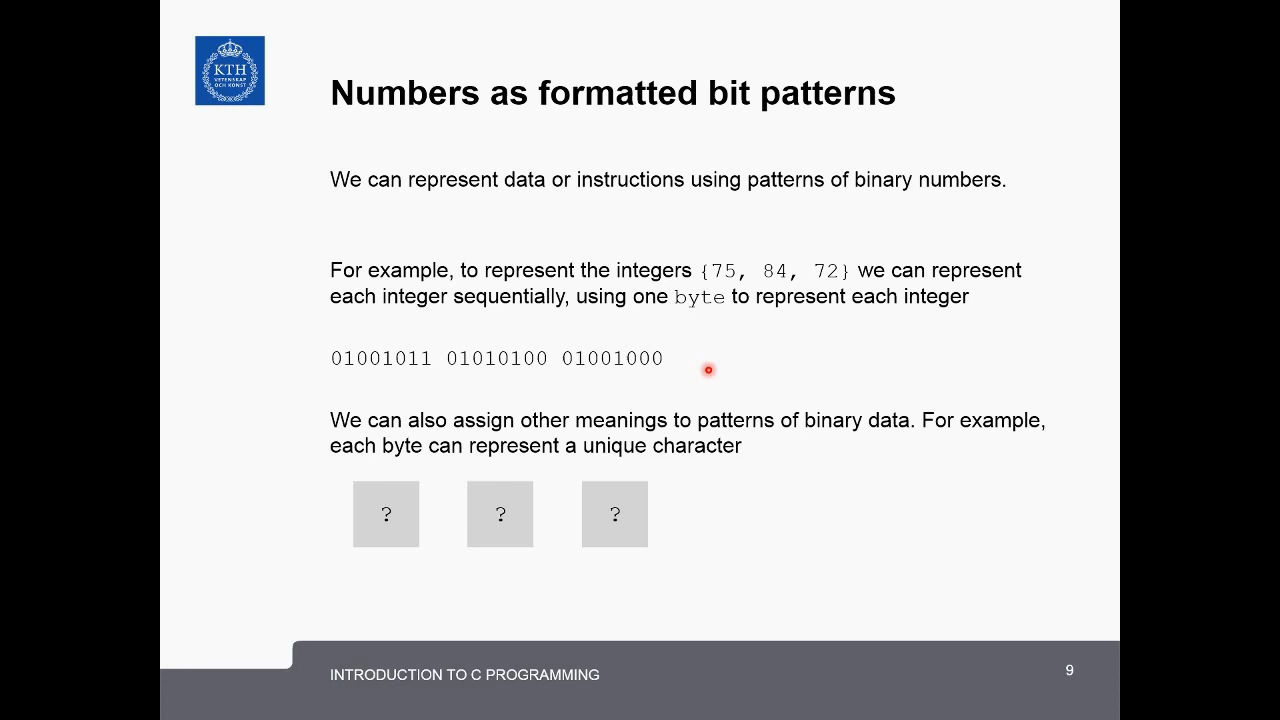 KTH
VETENSKAP
OCH KONST
Numbers as formatted bit patterns
We can represent data or instructions using patterns of binary numbers.
For example, to represent the integers {75, 84, 72} we can represent
each integer sequentially, using one byte to represent each integer
01001011 01010100 01001000
We can also assign other meanings to patterns of binary data. For example,
each byte can represent a unique character
? ? ?
INTRODUCTION TO C PROGRAMMING
9